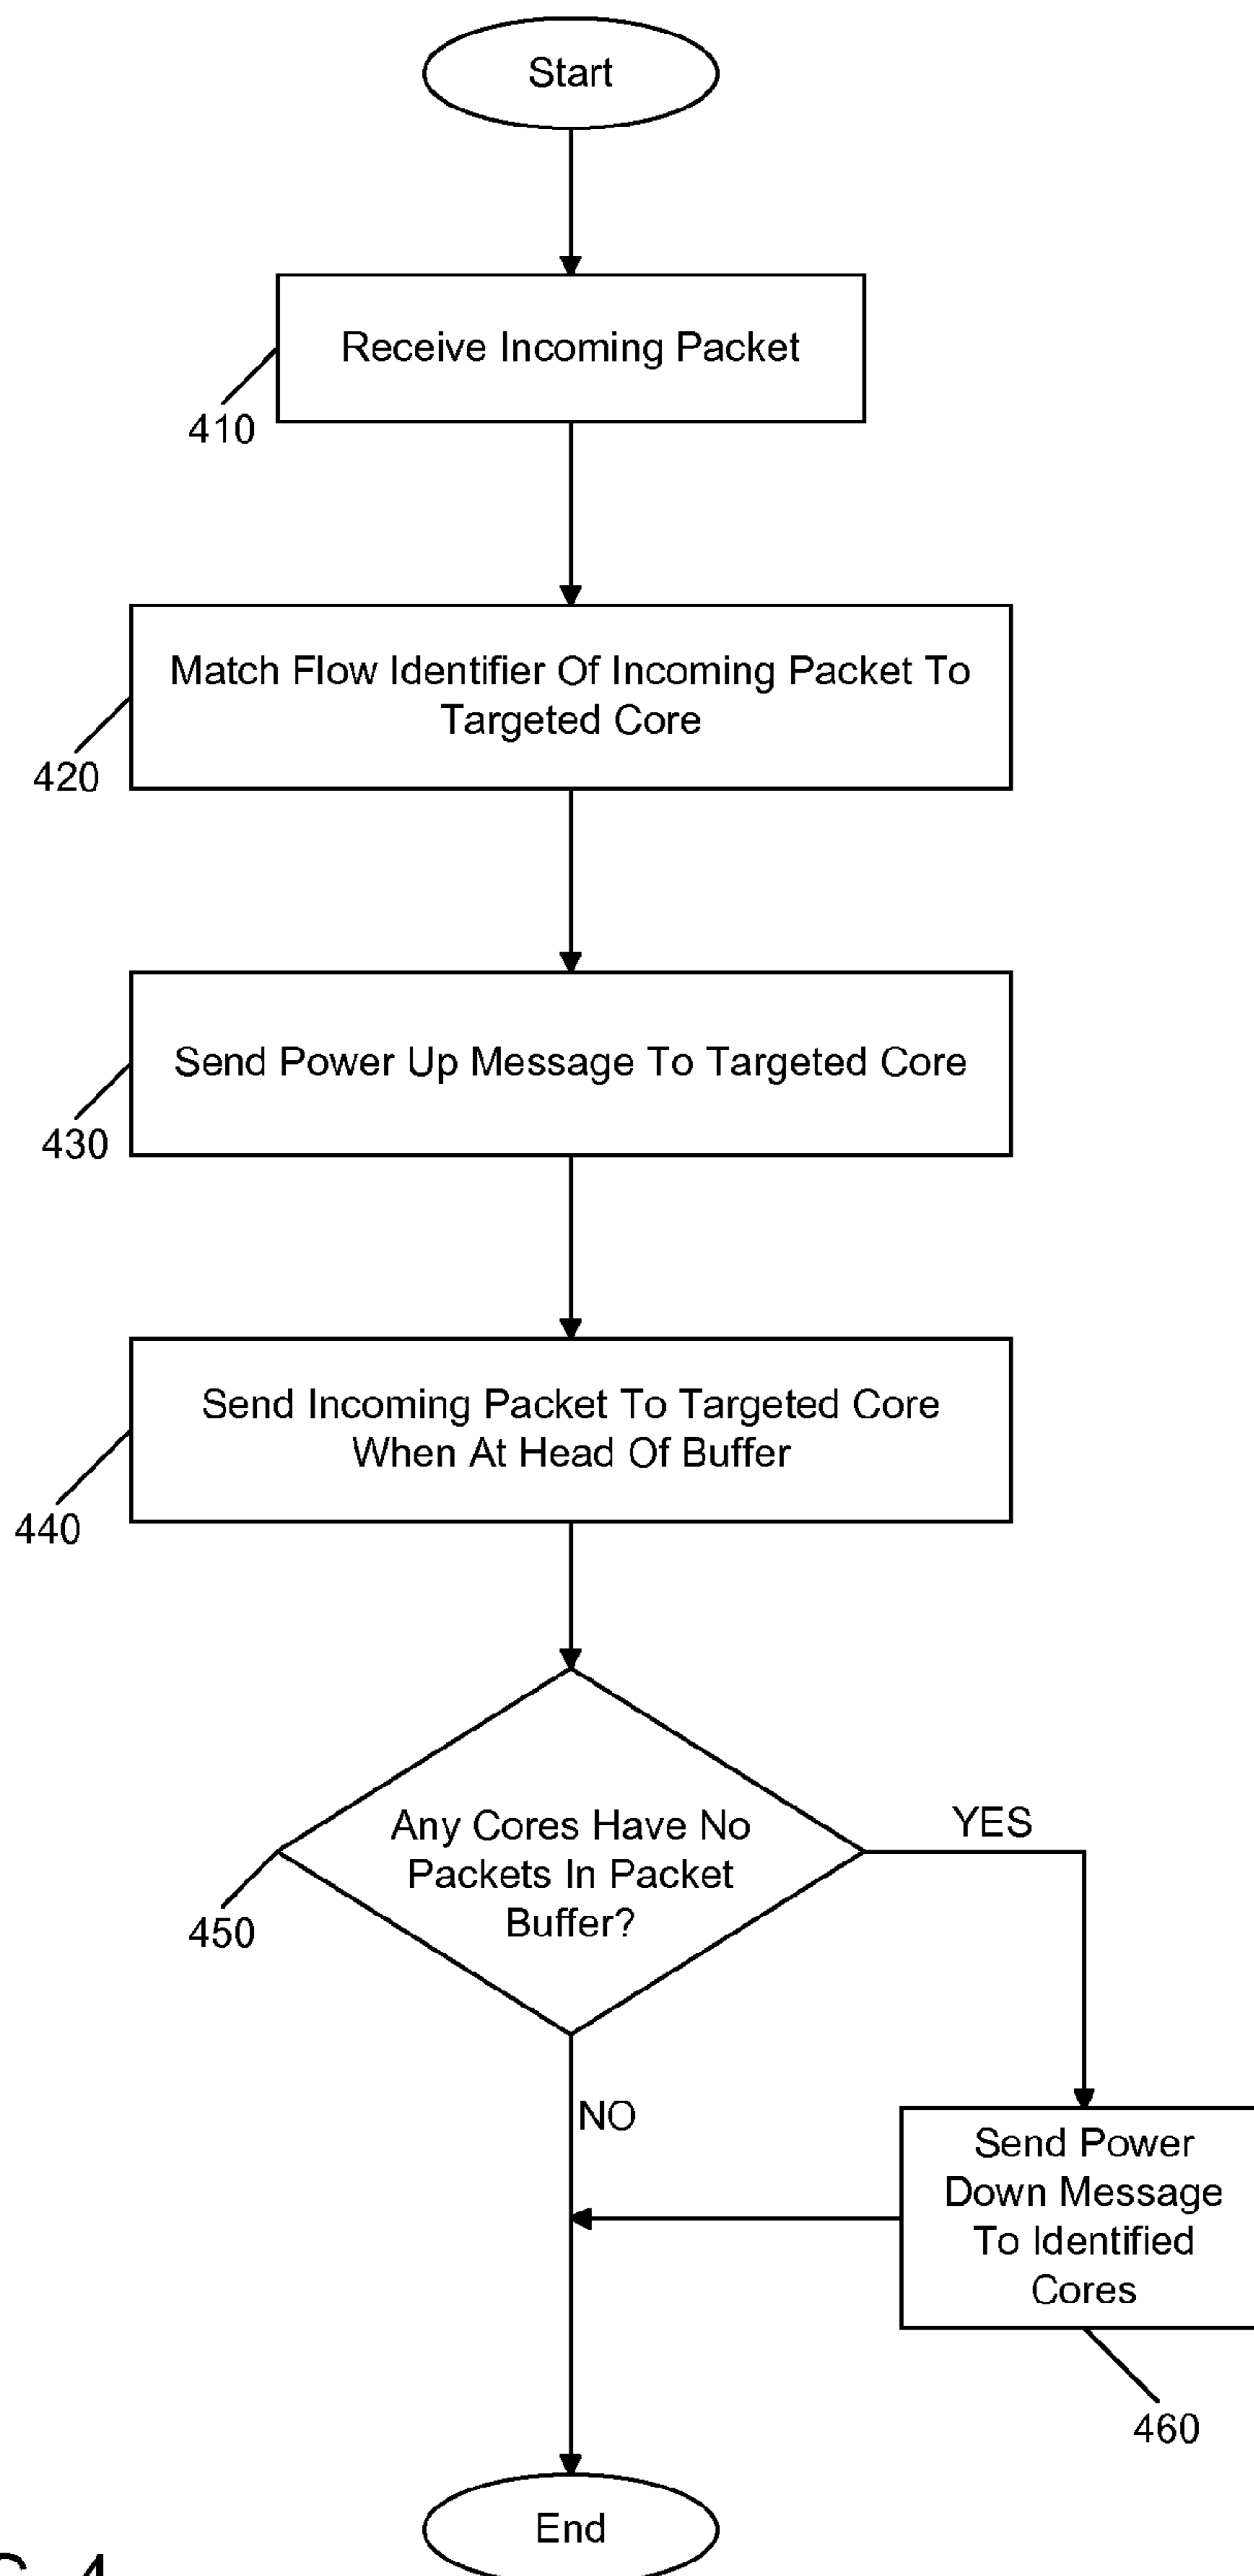 Start
Receive Incoming Packet
410
Match Flow Identifier Of Incoming Packet To
Targeted Core
420
Send Power Up Message To Targeted Core
430
Send Incoming Packet To Targeted Core
When At Head Of Buffer
440
Any Cores Have No
Packets In Packet
Buffer?
YES
450
NO
Send Power
Down Message
To Identified
Cores
460
End